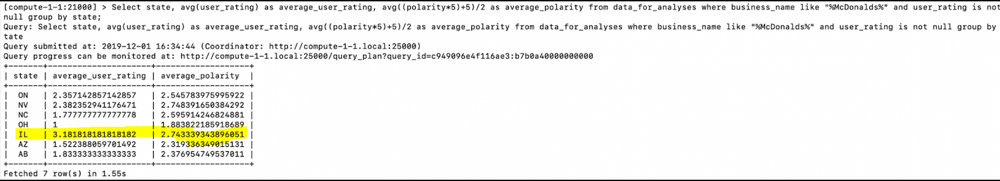 [compute-1-1:21000] > Select state, avg(user_rating) as average_user_rating, avg((polarity*5)+5)/2 as average_polarity from data_for_analyses where business_name like "%McDonalds%" and user_rating is not
null group by state;
Query: Select state, avg(user_rating) as average_user_rating, avg((polarity*5)+5)/2 as average_polarity from data_for_analyses where business_name like "%McDonalds%" and user_rating is not null group by
tate
Query submitted at: 2019-12-01 16:34:44 (Coordinator: http://compute-1-1.local:25000)
Query progress can be monitored at: http://compute-1-1.local:25000/query_plan?query_id=c949096e4f116ae3:b7b0a40000000000
+-------+---------------------+-------------------+
| state | average_user_rating | average_polarity  |
+-------+---------------------+-------------------+
| ON    | 2.357142857142857   | 2.545783975995922 |
| NV    | 2.382352941176471   | 2.748391650384292 |
| NC    | 1.777777777777778   | 2.595914246824881 |
| OH    | 1                   | 1.883822185918689 |
| IL    | 3.181818181818182   | 2.743339343896051 |
| AZ    | 1.522388059701492   | 2.319336349015131 |
| AB    | 1.833333333333333   | 2.376954749537011 |
+-------+---------------------+-------------------+
Fetched 7 row(s) in 1.55s